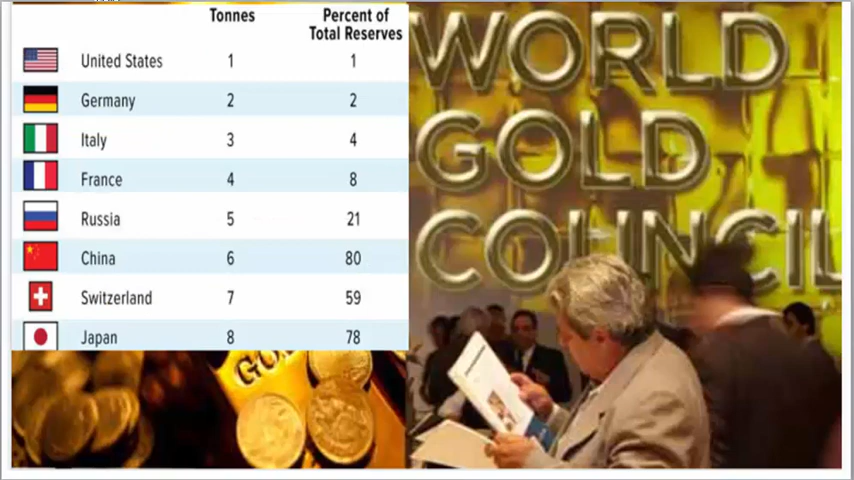 Tonnes Percent of
Total Reserves
United States 1 1
Germany 2 2
Italy 3 4
France 4 8
Russia 5 21
China 6 80
Switzerland 7 59
Japan 8 78
WORLD
GOLD
COUNCIL
GOL